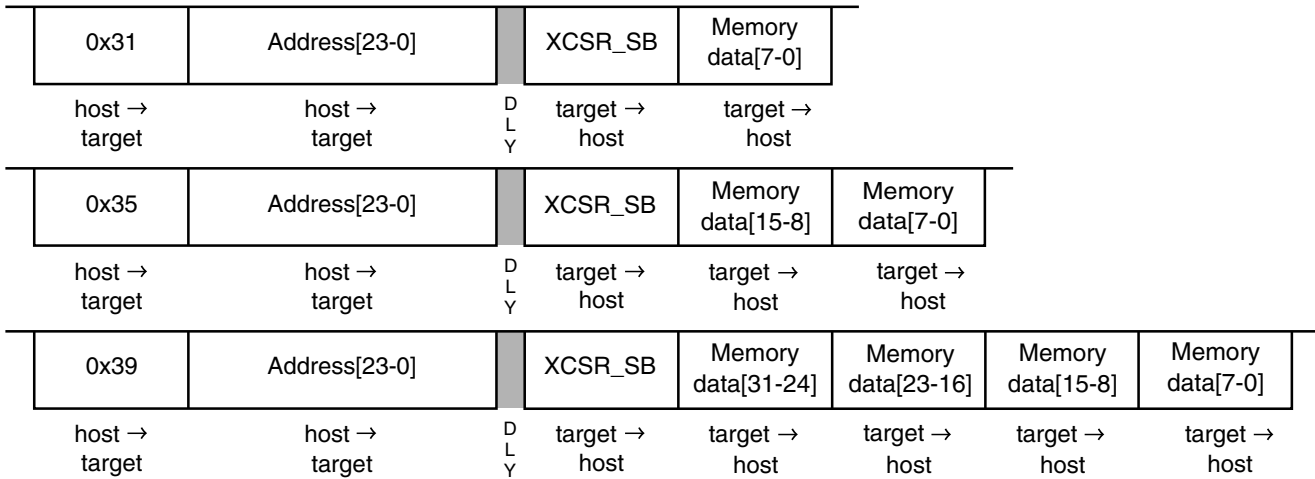 0x31 Address[23-0] XCSR_SB Memory data[7-0]
host → target host → target D L Y target → host target → host
0x35 Address[23-0] XCSR_SB Memory data[15-8] Memory data[7-0]
host → target host → target D L Y target → host target → host target → host
0x39 Address[23-0] XCSR_SB Memory data[31-24] Memory data[23-16] Memory data[15-8] Memory data[7-0]
host → target host → target D L Y target → host target → host target → host target → host target → host